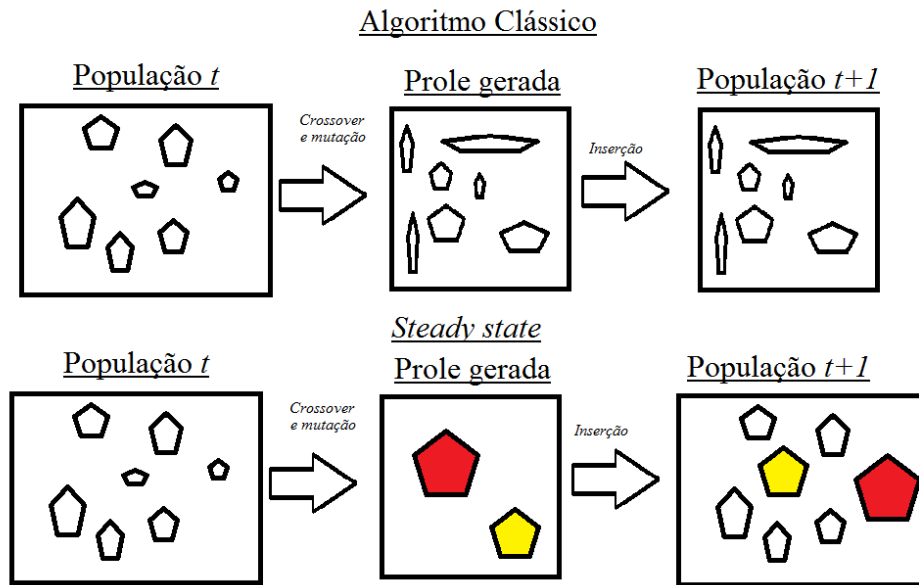 Algoritmo Clássico
População t
Prole gerada
População t+1
Crossover
e mutação
Inserção
Steady state
População t
Prole gerada
População t+1
Crossover
e mutação
Inserção